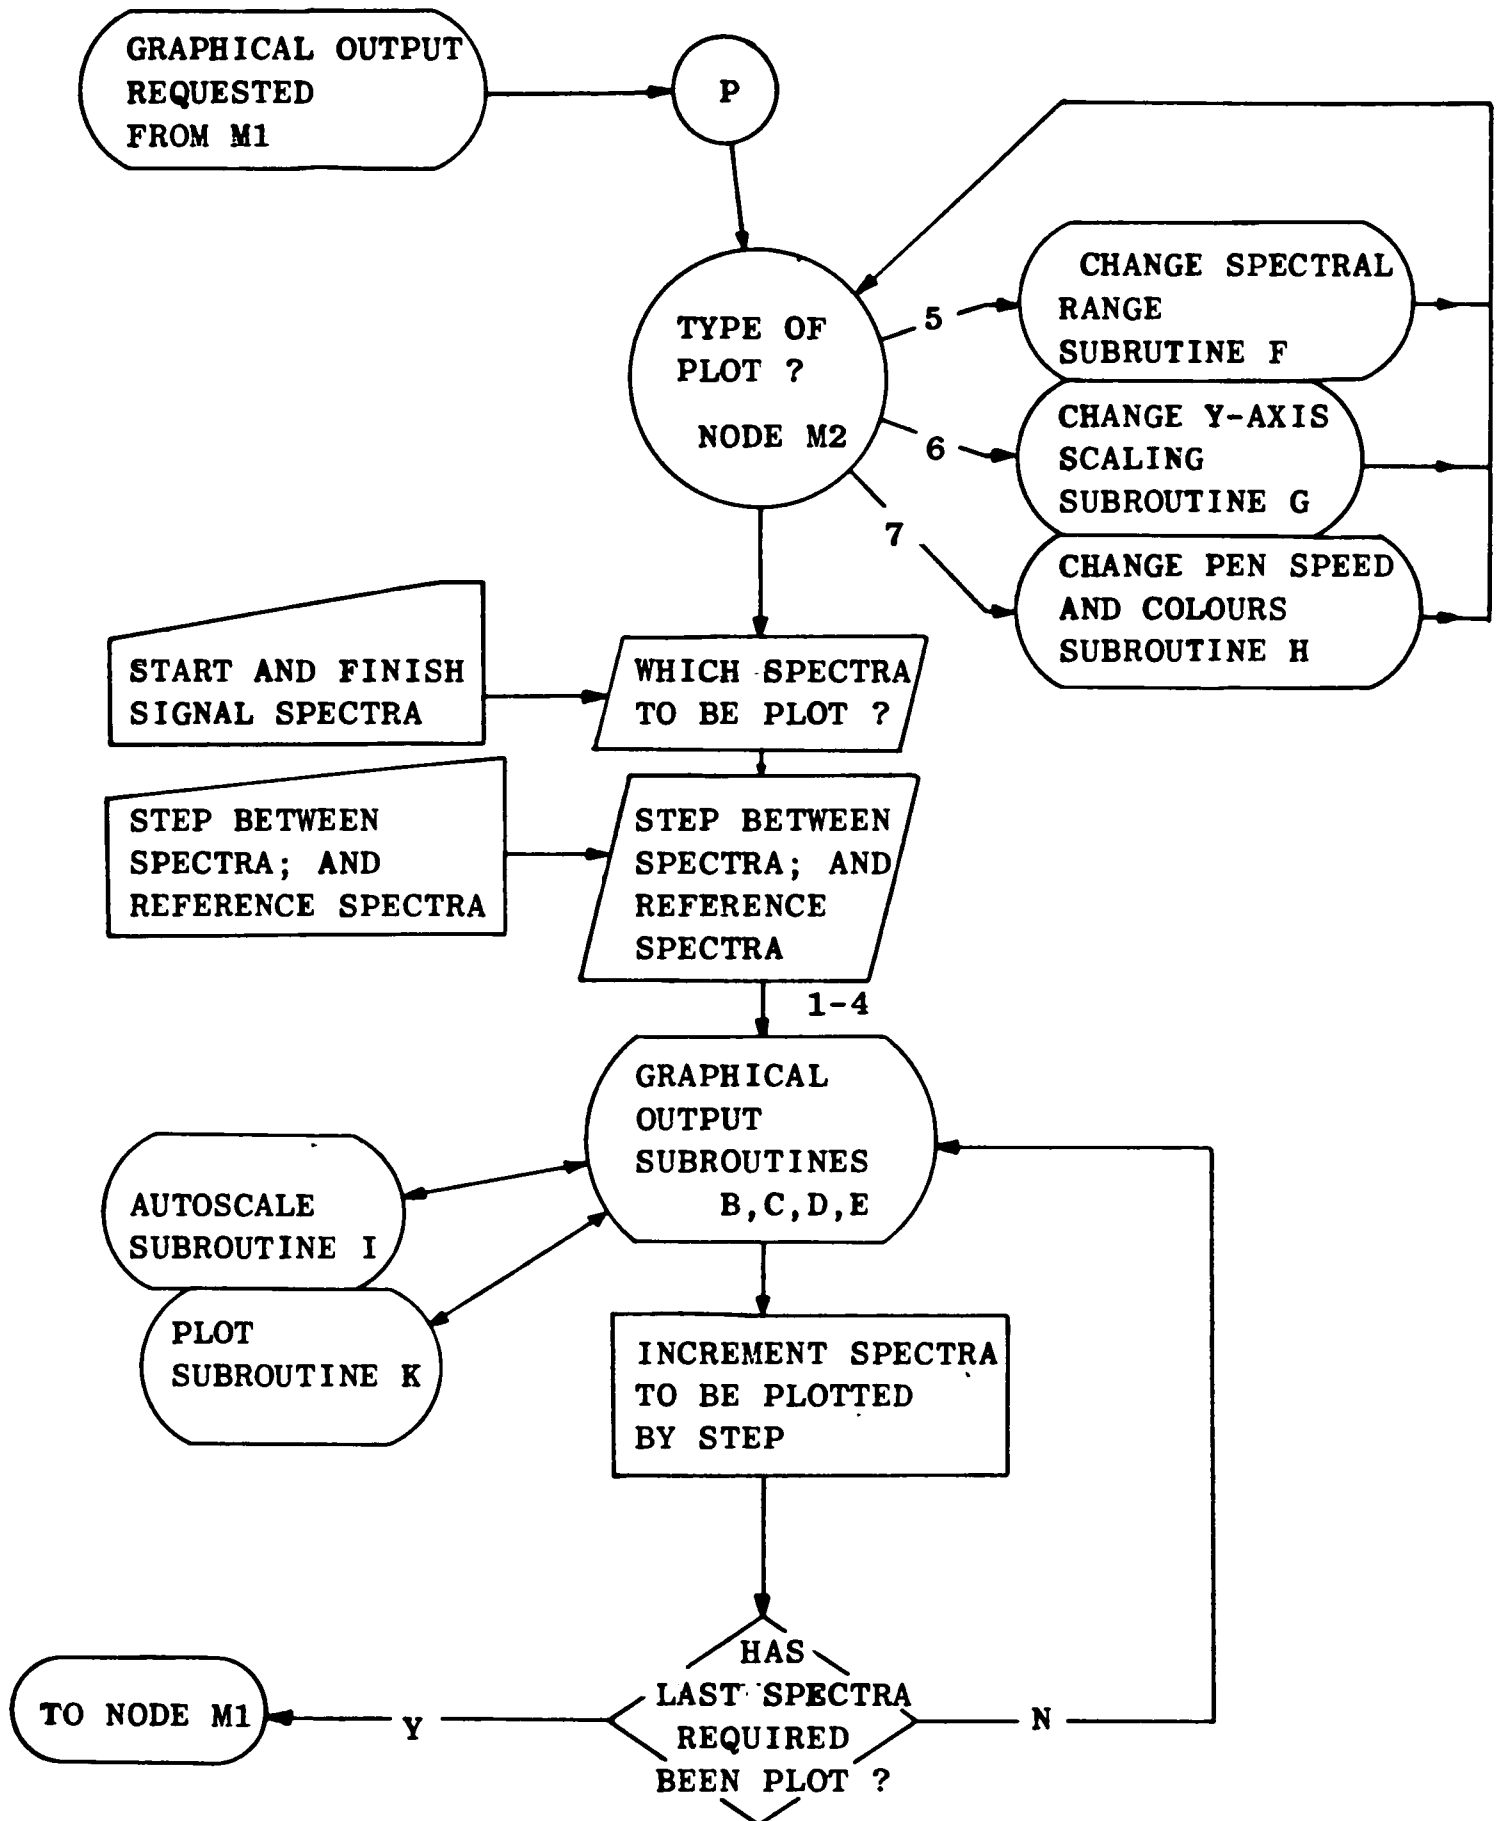 GRAPHICAL OUTPUT
REQUESTED
FROM M1
P
TYPE OF
PLOT ?
NODE M2
5
CHANGE SPECTRAL
RANGE
SUBRUTINE F
6
CHANGE Y-AXIS
SCALING
SUBROUTINE G
7
CHANGE PEN SPEED
AND COLOURS
SUBROUTINE H
START AND FINISH
SIGNAL SPECTRA
WHICH SPECTRA
TO BE PLOT ?
STEP BETWEEN
SPECTRA; AND
REFERENCE SPECTRA
STEP BETWEEN
SPECTRA; AND
REFERENCE
SPECTRA
1-4
GRAPHICAL
OUTPUT
SUBROUTINES
B,C,D,E
AUTOSCALE
SUBROUTINE I
PLOT
SUBROUTINE K
INCREMENT SPECTRA
TO BE PLOTTED
BY STEP
HAS
LAST SPECTRA
REQUIRED
BEEN PLOT ?
Y
N
TO NODE M1